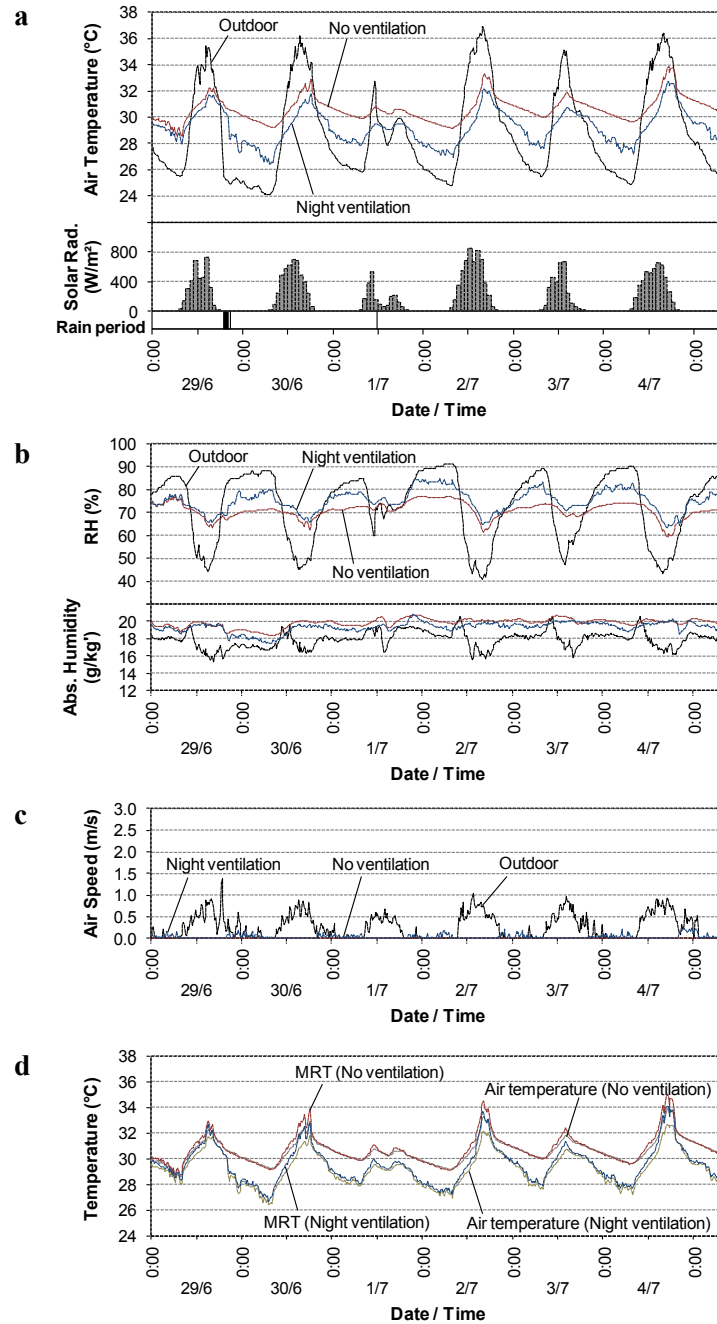 a
38
36
34
32
30
28
26
24
Air Temperature (°C)
Outdoor
No ventilation
Night ventilation
800
400
0
Solar Rad.
(W/m²)
Rain period
0:00 0:00 0:00 0:00 0:00 0:00 0:00
29/6 30/6 1/7 2/7 3/7 4/7
Date / Time
b
100
90
80
70
60
50
40
RH (%)
Outdoor
Night ventilation
No ventilation
20
18
16
14
12
Abs. Humidity
(g/kg')
0:00 0:00 0:00 0:00 0:00 0:00 0:00
29/6 30/6 1/7 2/7 3/7 4/7
Date / Time
c
3.0
2.5
2.0
1.5
1.0
0.5
0.0
Air Speed (m/s)
Night ventilation
No ventilation
Outdoor
0:00 0:00 0:00 0:00 0:00 0:00 0:00
29/6 30/6 1/7 2/7 3/7 4/7
Date / Time
d
38
36
34
32
30
28
26
24
Temperature (°C)
MRT (No ventilation)
Air temperature (No ventilation)
MRT (Night ventilation)
Air temperature (Night ventilation)
0:00 0:00 0:00 0:00 0:00 0:00 0:00
29/6 30/6 1/7 2/7 3/7 4/7
Date / Time